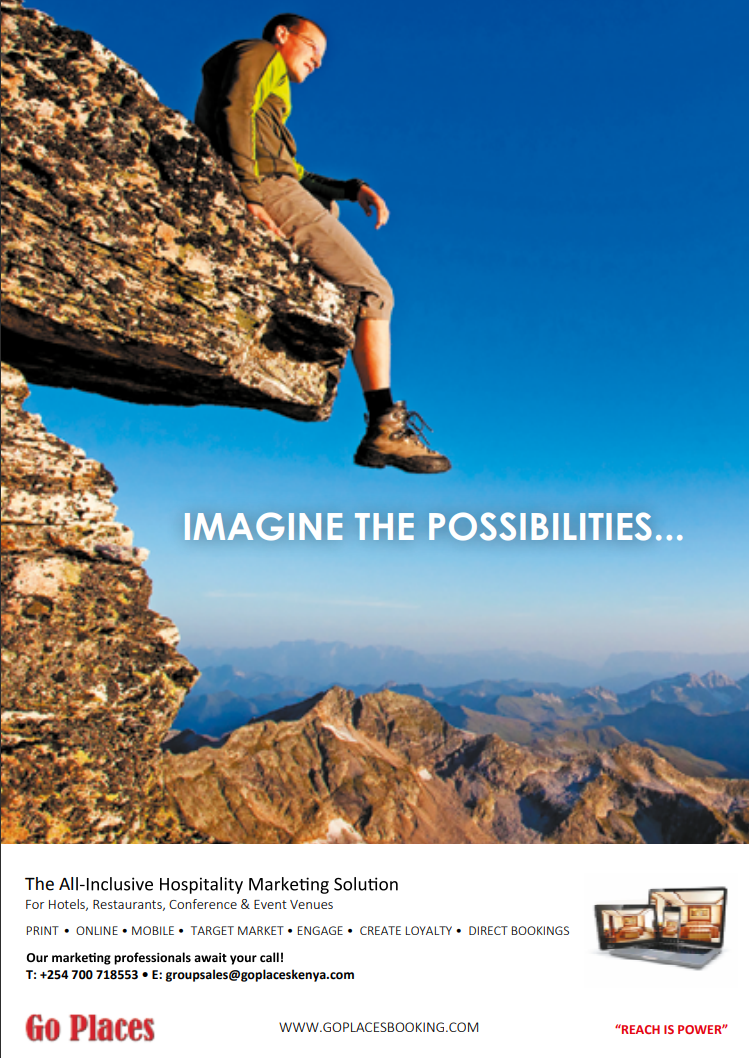 IMAGINE THE POSSIBILITIES...
The All-Inclusive Hospitality Marketing Solution
For Hotels, Restaurants, Conference & Event Venues
PRINT • ONLINE • MOBILE • TARGET MARKET • ENGAGE • CREATE LOYALTY • DIRECT BOOKINGS
Our marketing professionals await your call!
T: +254 700 718553 • E: groupsales@goplaceskenya.com
Go Places
WWW.GOPLACESBOOKING.COM
“REACH IS POWER”